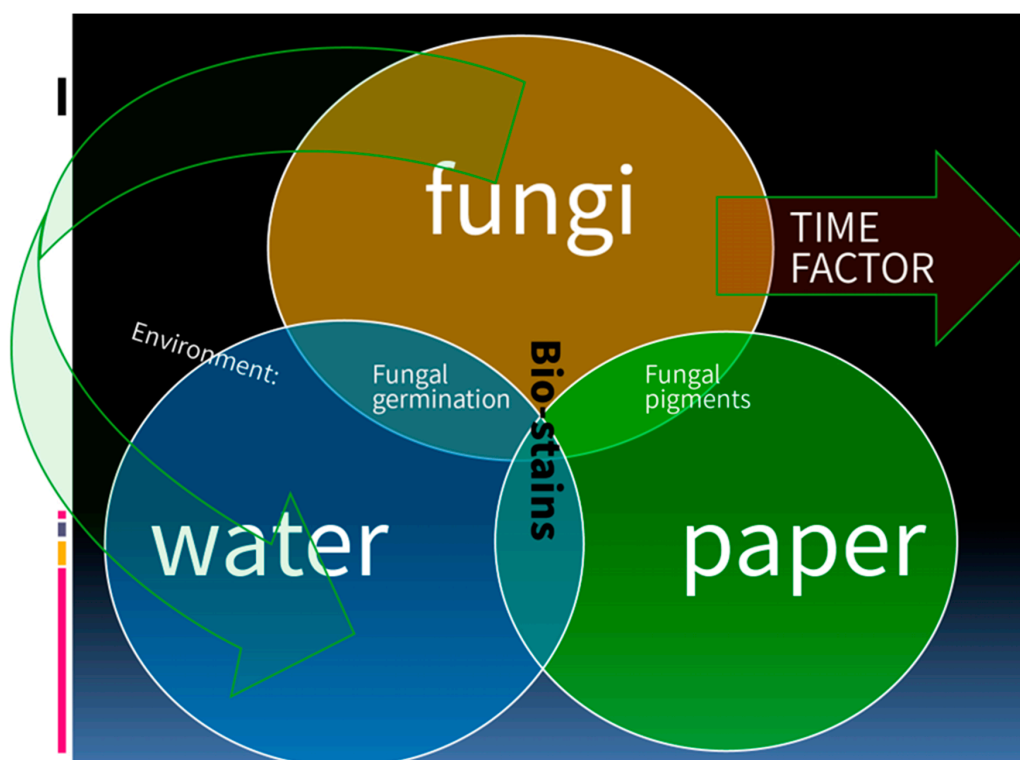 fungi
TIME
FACTOR
Environment:
Fungal
germination
Fungal
pigments
Bio-stains
water
paper